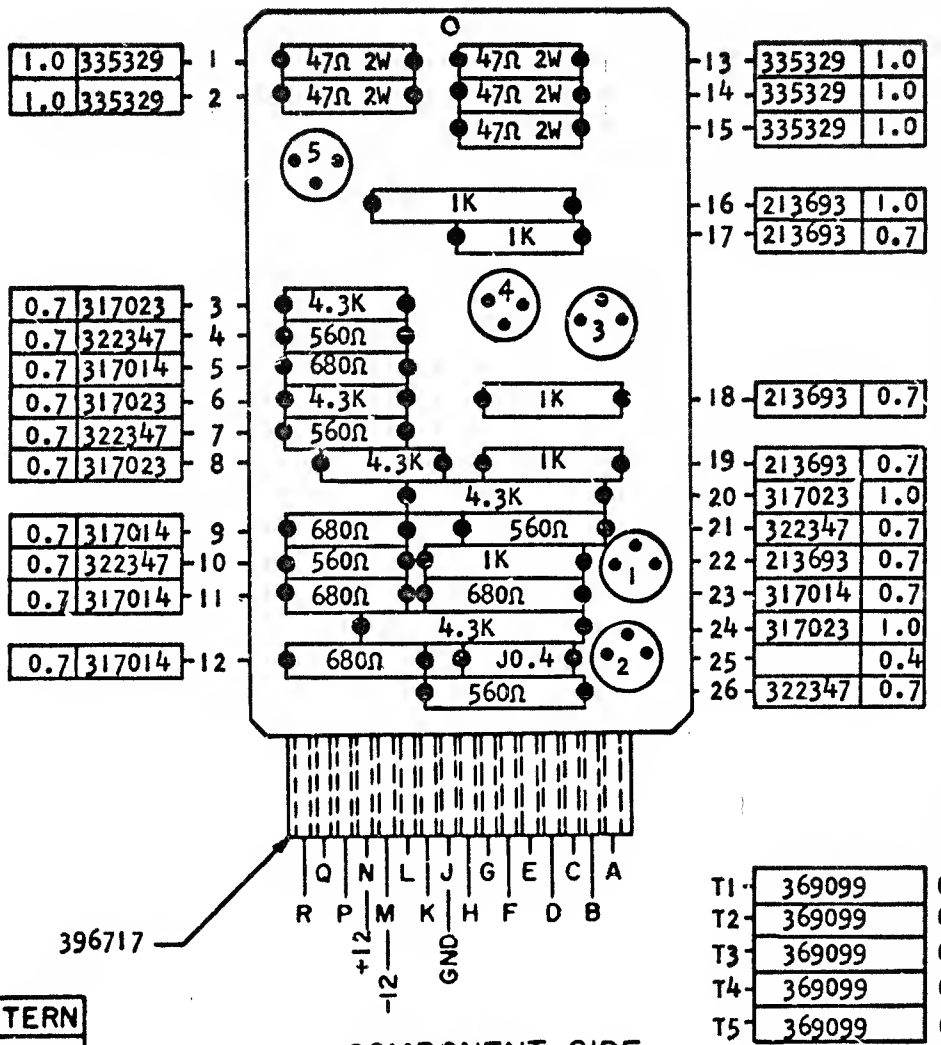 1.0 335329 1 47Ω 2W 47Ω 2W 13 335329 1.0
1.0 335329 2 47Ω 2W 47Ω 2W 14 335329 1.0
47Ω 2W 15 335329 1.0
5
1K 16 213693 1.0
1K 17 213693 0.7
0.7 317023 3 4.3K 4
0.7 322347 4 560Ω 3
0.7 317014 5 680Ω
0.7 317023 6 4.3K 1K 18 213693 0.7
0.7 322347 7 560Ω
0.7 317023 8 4.3K 1K 19 213693 0.7
4.3K 20 317023 1.0
0.7 317014 9 680Ω 560Ω 21 322347 0.7
0.7 322347 10 560Ω 1K 1 22 213693 0.7
0.7 317014 11 680Ω 680Ω 23 317014 0.7
4.3K 24 317023 1.0
0.7 317014 12 680Ω J0.4 2 25 0.4
560Ω 26 322347 0.7
Q N L J G E C A
R P M K H F D B
+12 -12 GND
396717
T1 369099
T2 369099
T3 369099
T4 369099
T5 369099
TERN
COMPONENT SIDE